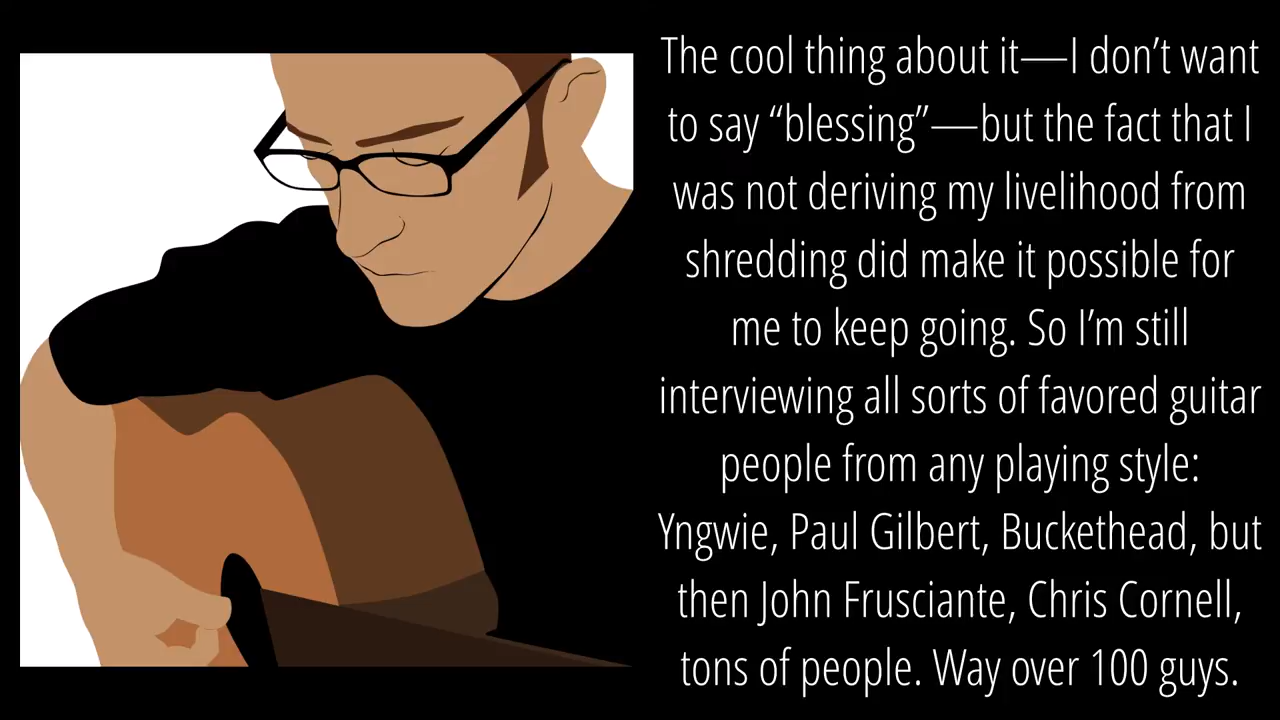 The cool thing about it—I don’t want
to say “blessing”—but the fact that I
was not deriving my livelihood from
shredding did make it possible for
me to keep going. So I’m still
interviewing all sorts of favored guitar
people from any playing style:
Yngwie, Paul Gilbert, Buckethead, but
then John Frusciante, Chris Cornell,
tons of people. Way over 100 guys.